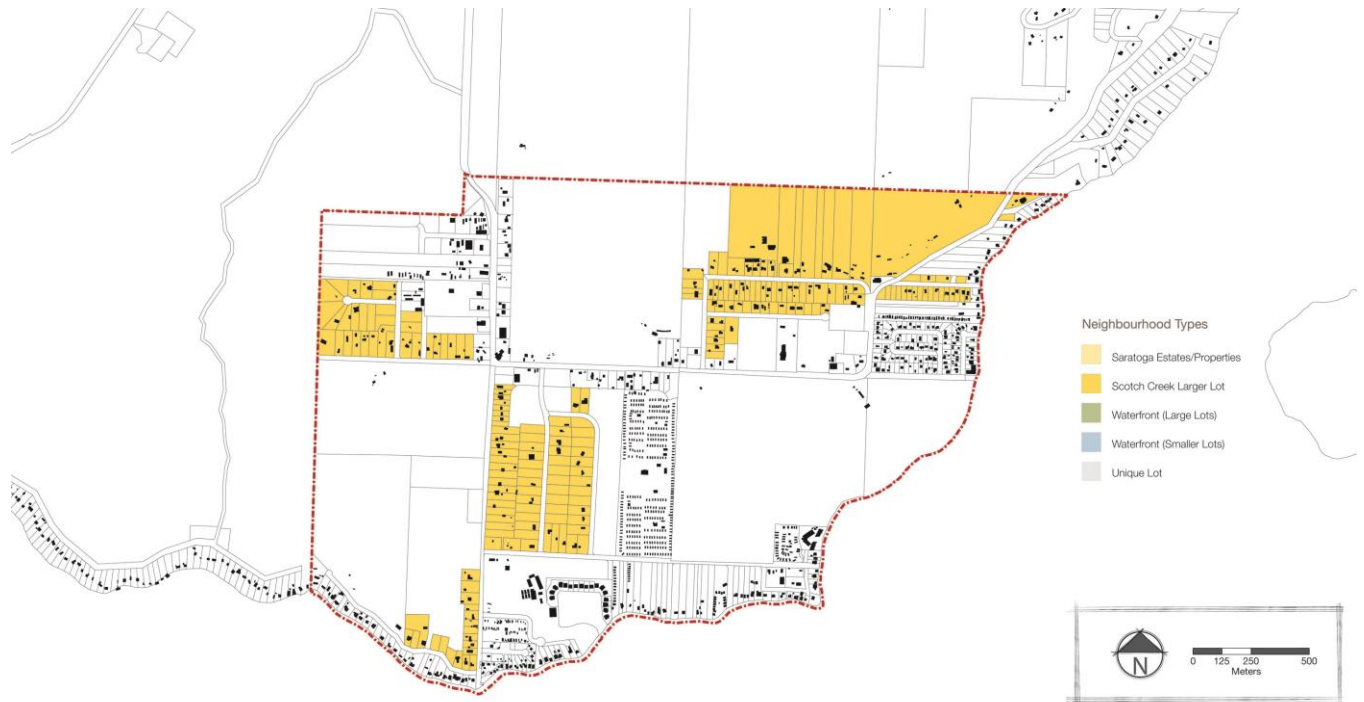 Neighbourhood Types
Saratoga Estates/Properties
Scotch Creek Larger Lot
Waterfront (Large Lots)
Waterfront (Smaller Lots)
Unique Lot
N
0 125 250 500
Meters